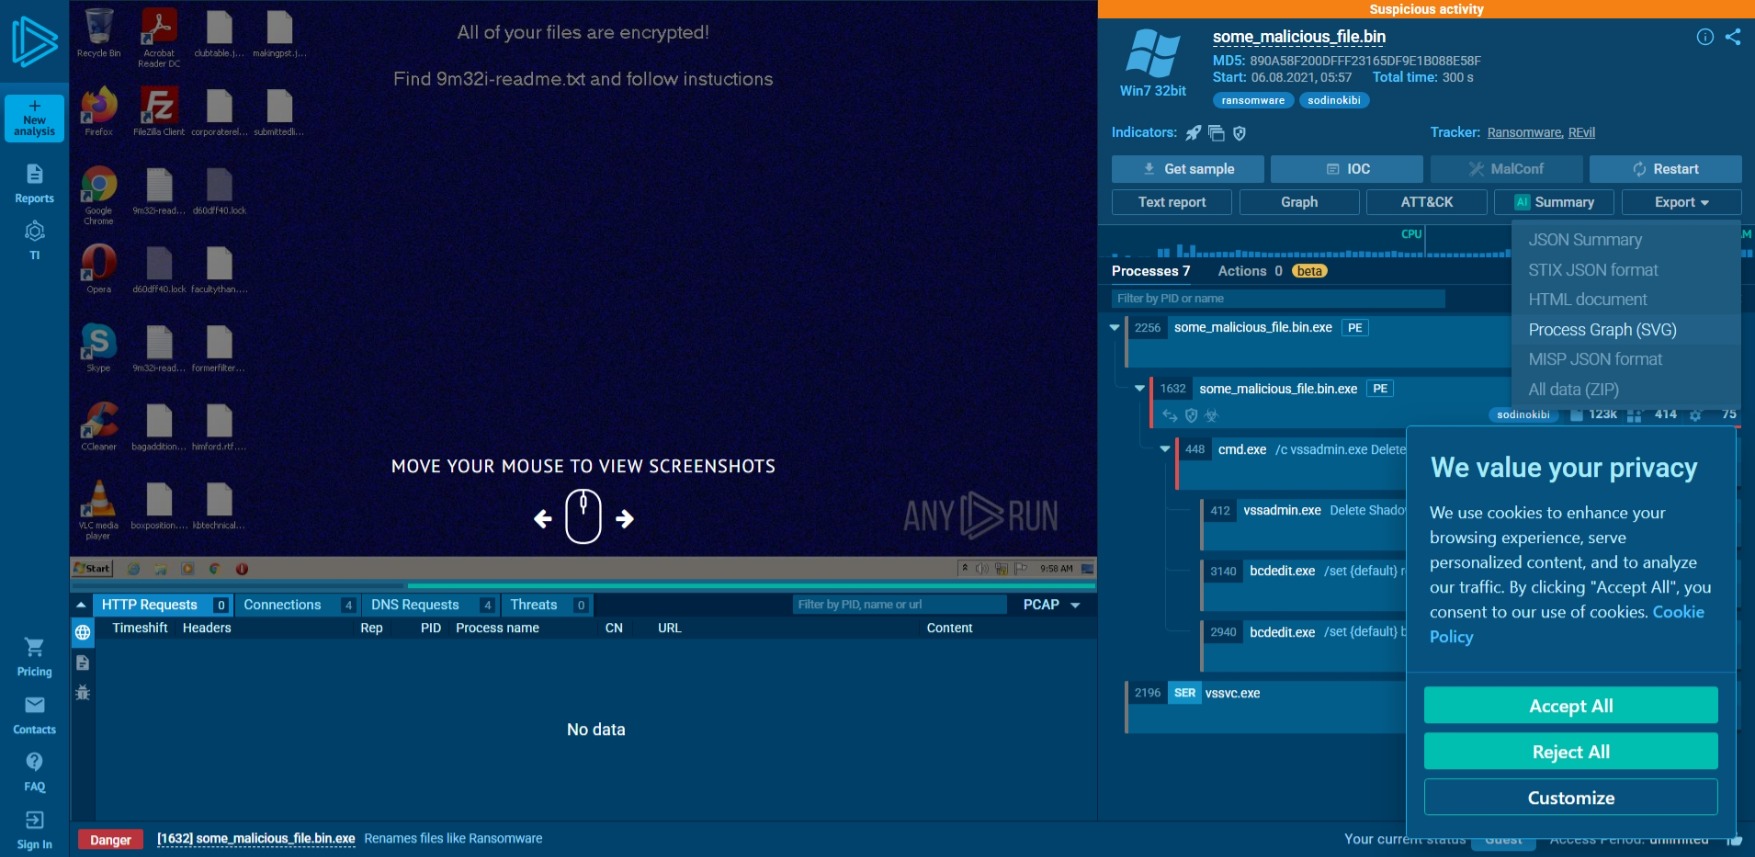 Suspicious activity
Recycle Bin
Acrobat Reader DC
clubtable.j...
makingpst....
All of your files are encrypted!
Find 9m32i-readme.txt and follow instuctions
Firefox
FileZilla Client
corporaterel...
submittedli...
Google Chrome
9m32i-read...
d60dff40.lock
Opera
d60dff40.lock
facultythan...
Skype
9m32i-read...
formerfilter...
CCleaner
bagaddition...
himford.rtf...
VLC media player
boxposition....
kbtechnical...
MOVE YOUR MOUSE TO VIEW SCREENSHOTS
ANY RUN
Start
9:58 AM
New analysis
Reports
TI
Pricing
Contacts
FAQ
Sign In
some_malicious_file.bin
MD5: 890A58F200DFFF23165DF9E1B088E58F
Start: 06.08.2021, 05:57 Total time: 300 s
Win7 32bit
ransomware sodinokibi
Indicators:
Tracker: Ransomware, REvil
Get sample IOC MalConf Restart
Text report Graph ATT&CK AI Summary Export
CPU
AM
JSON Summary
STIX JSON format
HTML document
Process Graph (SVG)
MISP JSON format
All data (ZIP)
Processes 7 Actions 0 beta
Filter by PID or name
2256 some_malicious_file.bin.exe PE
1632 some_malicious_file.bin.exe PE
sodinokibi 123k 414 75
448 cmd.exe /c vssadmin.exe Delete
412 vssadmin.exe Delete Shado
3140 bcdedit.exe /set {default} r
2940 bcdedit.exe /set {default} b
2196 SER vssvc.exe
We value your privacy
We use cookies to enhance your
browsing experience, serve
personalized content, and to analyze
our traffic. By clicking "Accept All", you
consent to our use of cookies. Cookie
Policy
Accept All
Reject All
Customize
HTTP Requests 0 Connections 4 DNS Requests 4 Threats 0
Filter by PID, name or url
PCAP
Timeshift Headers Rep PID Process name CN URL Content
No data
Danger [1632] some_malicious_file.bin.exe Renames files like Ransomware
Your current status Guest Access Period: unlimited